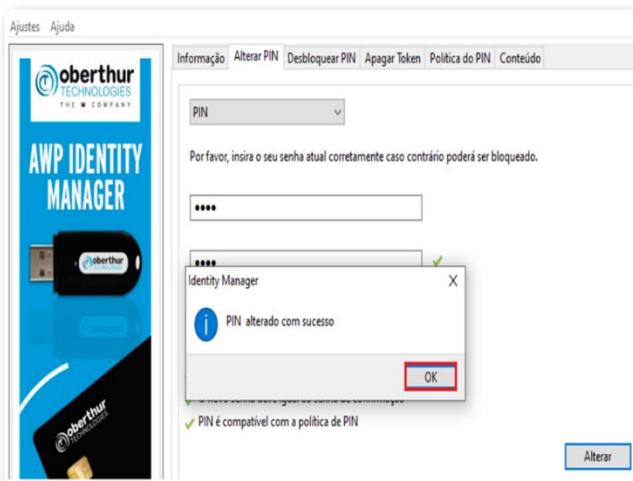 Ajustes Ajuda
oberthur
TECHNOLOGIES
THE M COMPANY
AWP IDENTITY
MANAGER
oberthur
TECHNOLOGIES
oberthur
TECHNOLOGIES
Informação Alterar PIN Desbloquear PIN Apagar Token Política do PIN Conteúdo
PIN
Por favor, insira o seu senha atual corretamente caso contrário poderá ser bloqueado.
Identity Manager X
i
PIN alterado com sucesso
OK
PIN é compatível com a política de PIN
Alterar